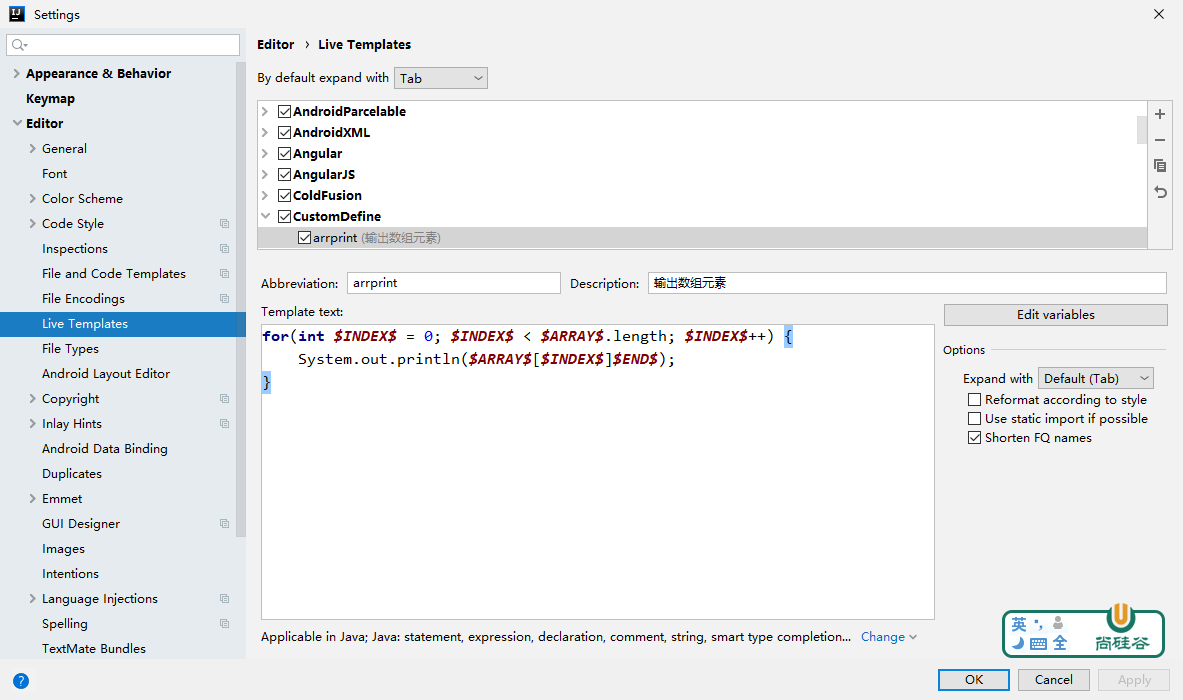 Settings
Appearance & Behavior
Keymap
Editor
General
Font
Color Scheme
Code Style
Inspections
File and Code Templates
File Encodings
Live Templates
File Types
Android Layout Editor
Copyright
Inlay Hints
Android Data Binding
Duplicates
Emmet
GUI Designer
Images
Intentions
Language Injections
Spelling
TextMate Bundles
Editor › Live Templates
By default expand with Tab
AndroidParcelable
AndroidXML
Angular
AngularJS
ColdFusion
CustomDefine
arrprint (输出数组元素)
Abbreviation: arrprint Description: 输出数组元素
Template text:
for(int $INDEX$ = 0; $INDEX$ < $ARRAY$.length; $INDEX$++) {
    System.out.println($ARRAY$[$INDEX$]$END$);
}
Edit variables
Options
Expand with Default (Tab)
Reformat according to style
Use static import if possible
Shorten FQ names
Applicable in Java; Java: statement, expression, declaration, comment, string, smart type completion... Change
英
全
尚硅谷
?
OK Cancel Apply